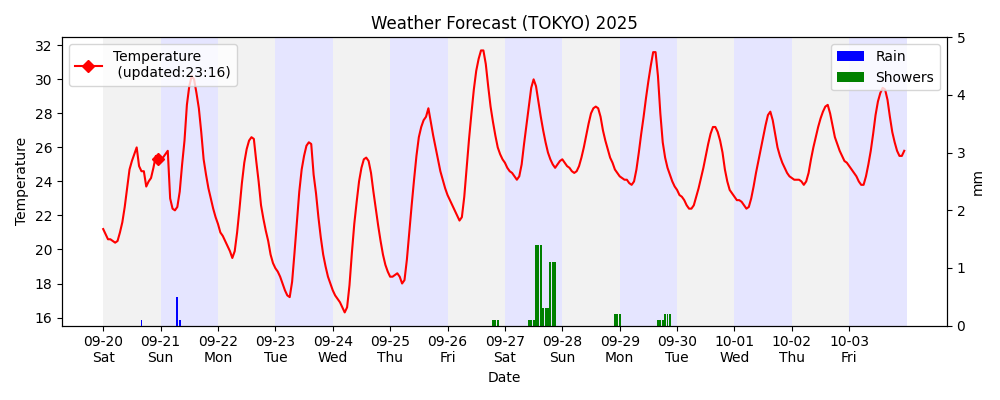 Weather Forecast (TOKYO) 2025
Temperature
(updated:23:16)
Rain
Showers
Temperature
32
30
28
26
24
22
20
18
16
5
4
3
2
1
0
mm
09-20 09-21 09-22 09-23 09-24 09-25 09-26 09-27 09-28 09-29 09-30 10-01 10-02 10-03
Sat Sun Mon Tue Wed Thu Fri Sat Sun Mon Tue Wed Thu Fri
Date